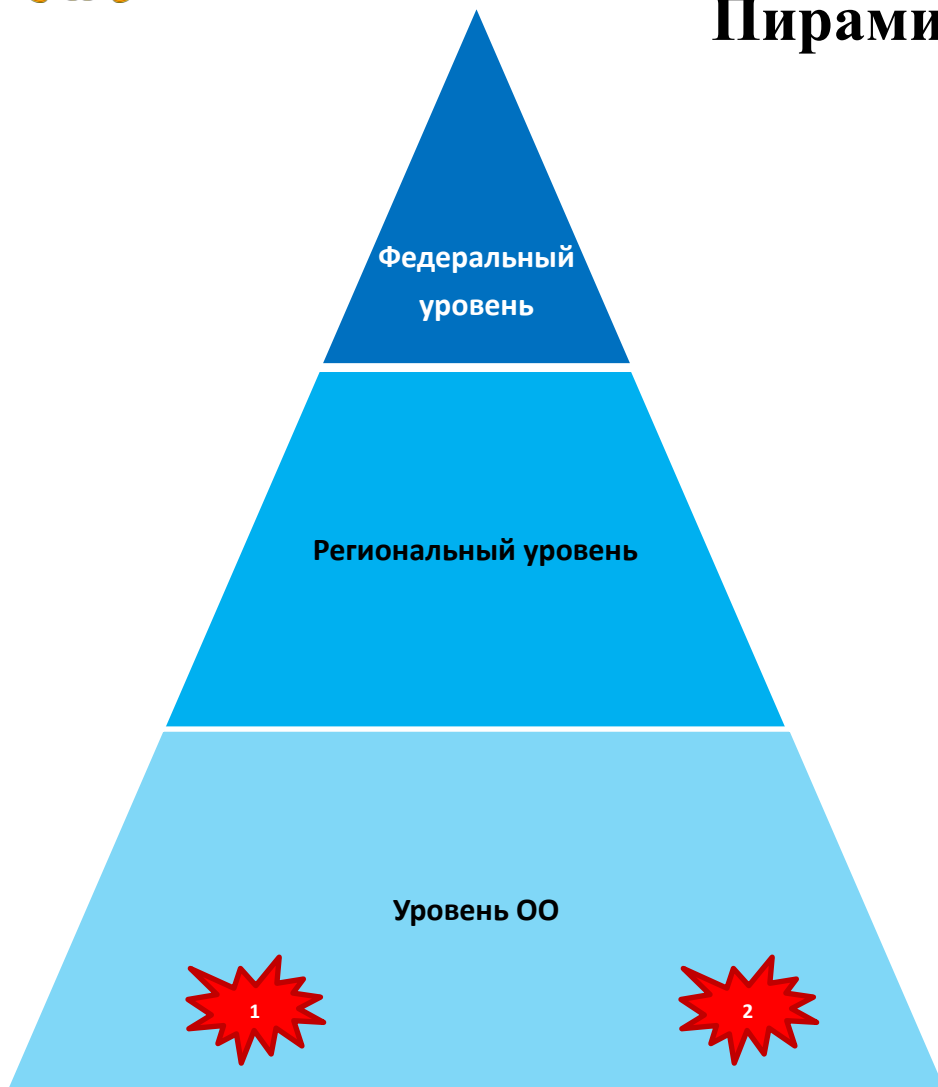 Пирами
Федеральный
уровень
Региональный уровень
Уровень ОО
1
2